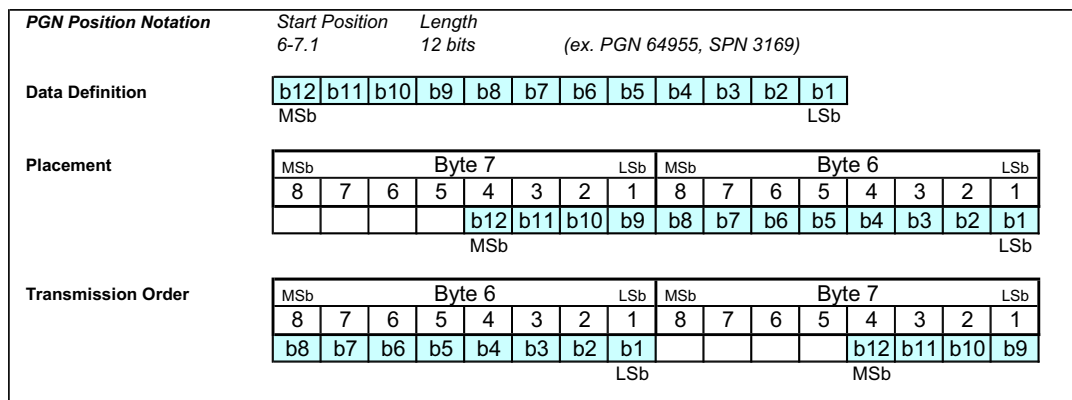 PGN Position Notation Start Position Length
6-7.1 12 bits (ex. PGN 64955, SPN 3169)
Data Definition b12 b11 b10 b9 b8 b7 b6 b5 b4 b3 b2 b1
MSb LSb
Placement MSb Byte 7 LSb MSb Byte 6 LSb
8 7 6 5 4 3 2 1 8 7 6 5 4 3 2 1
b12 b11 b10 b9 b8 b7 b6 b5 b4 b3 b2 b1
MSb LSb
Transmission Order MSb Byte 6 LSb MSb Byte 7 LSb
8 7 6 5 4 3 2 1 8 7 6 5 4 3 2 1
b8 b7 b6 b5 b4 b3 b2 b1 b12 b11 b10 b9
LSb MSb